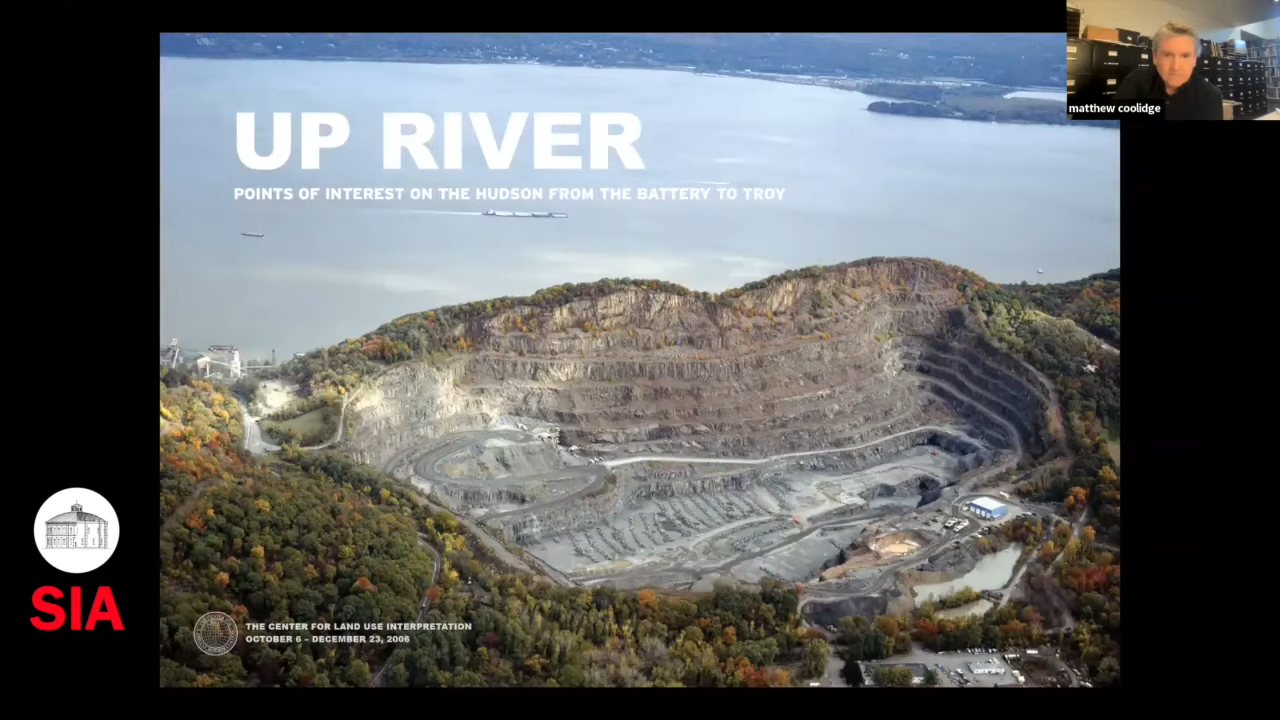 matthew coolidge
UP RIVER
POINTS OF INTEREST ON THE HUDSON FROM THE BATTERY TO TROY
SIA
THE CENTER FOR LAND USE INTERPRETATION
OCTOBER 6 – DECEMBER 23, 2006